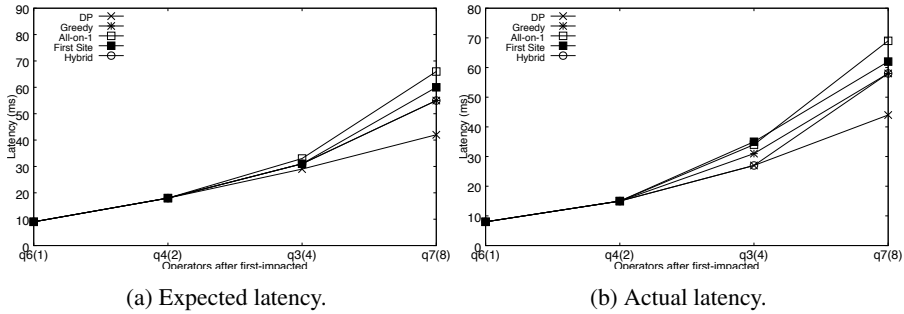 90
80
70
60
50
40
30
20
10
0
Latency (ms)
DP
Greedy
All-on-1
First Site
Hybrid
q6(1)
q4(2)
q3(4)
q7(8)
Operators after first-impacted
(a) Expected latency.
80
70
60
50
40
30
20
10
0
Latency (ms)
DP
Greedy
All-on-1
First Site
Hybrid
q6(1)
q4(2)
q3(4)
q7(8)
Operators after first-impacted
(b) Actual latency.